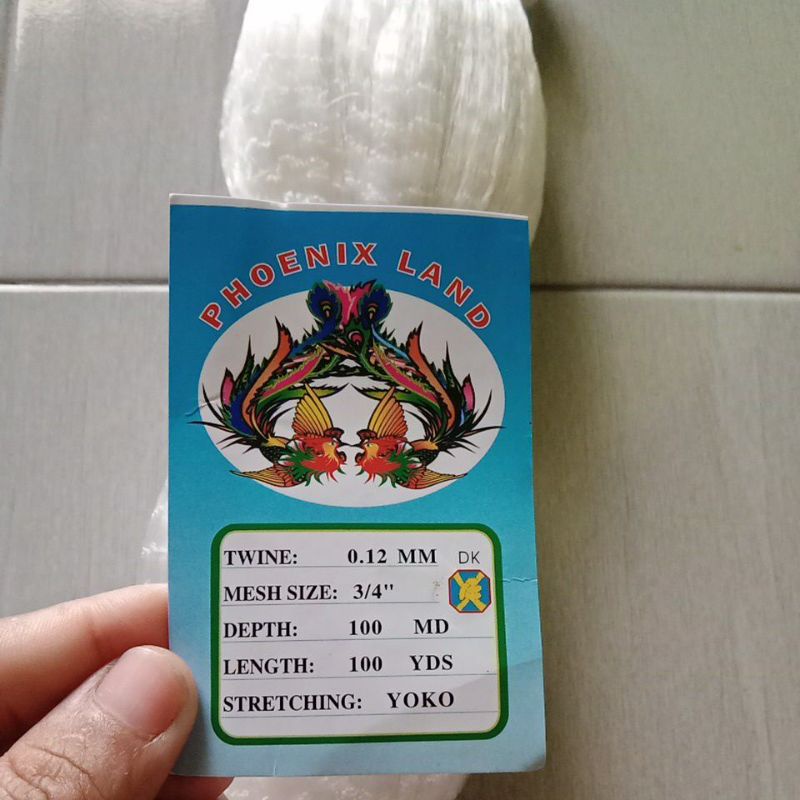 PHOENIX LAND
TWINE: 0.12 MM DK
MESH SIZE: 3/4"
DEPTH: 100 MD
LENGTH: 100 YDS
STRETCHING: YOKO